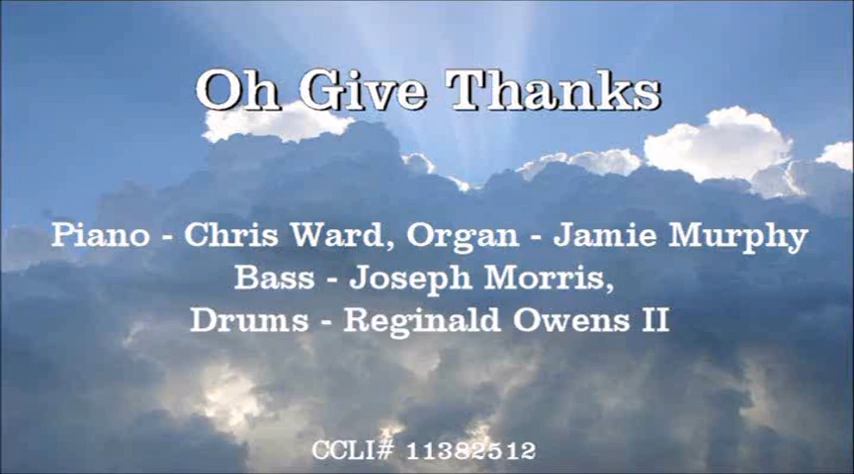 Oh Give Thanks
Piano - Chris Ward, Organ - Jamie Murphy
Bass - Joseph Morris,
Drums - Reginald Owens II
CCLI# 11382512